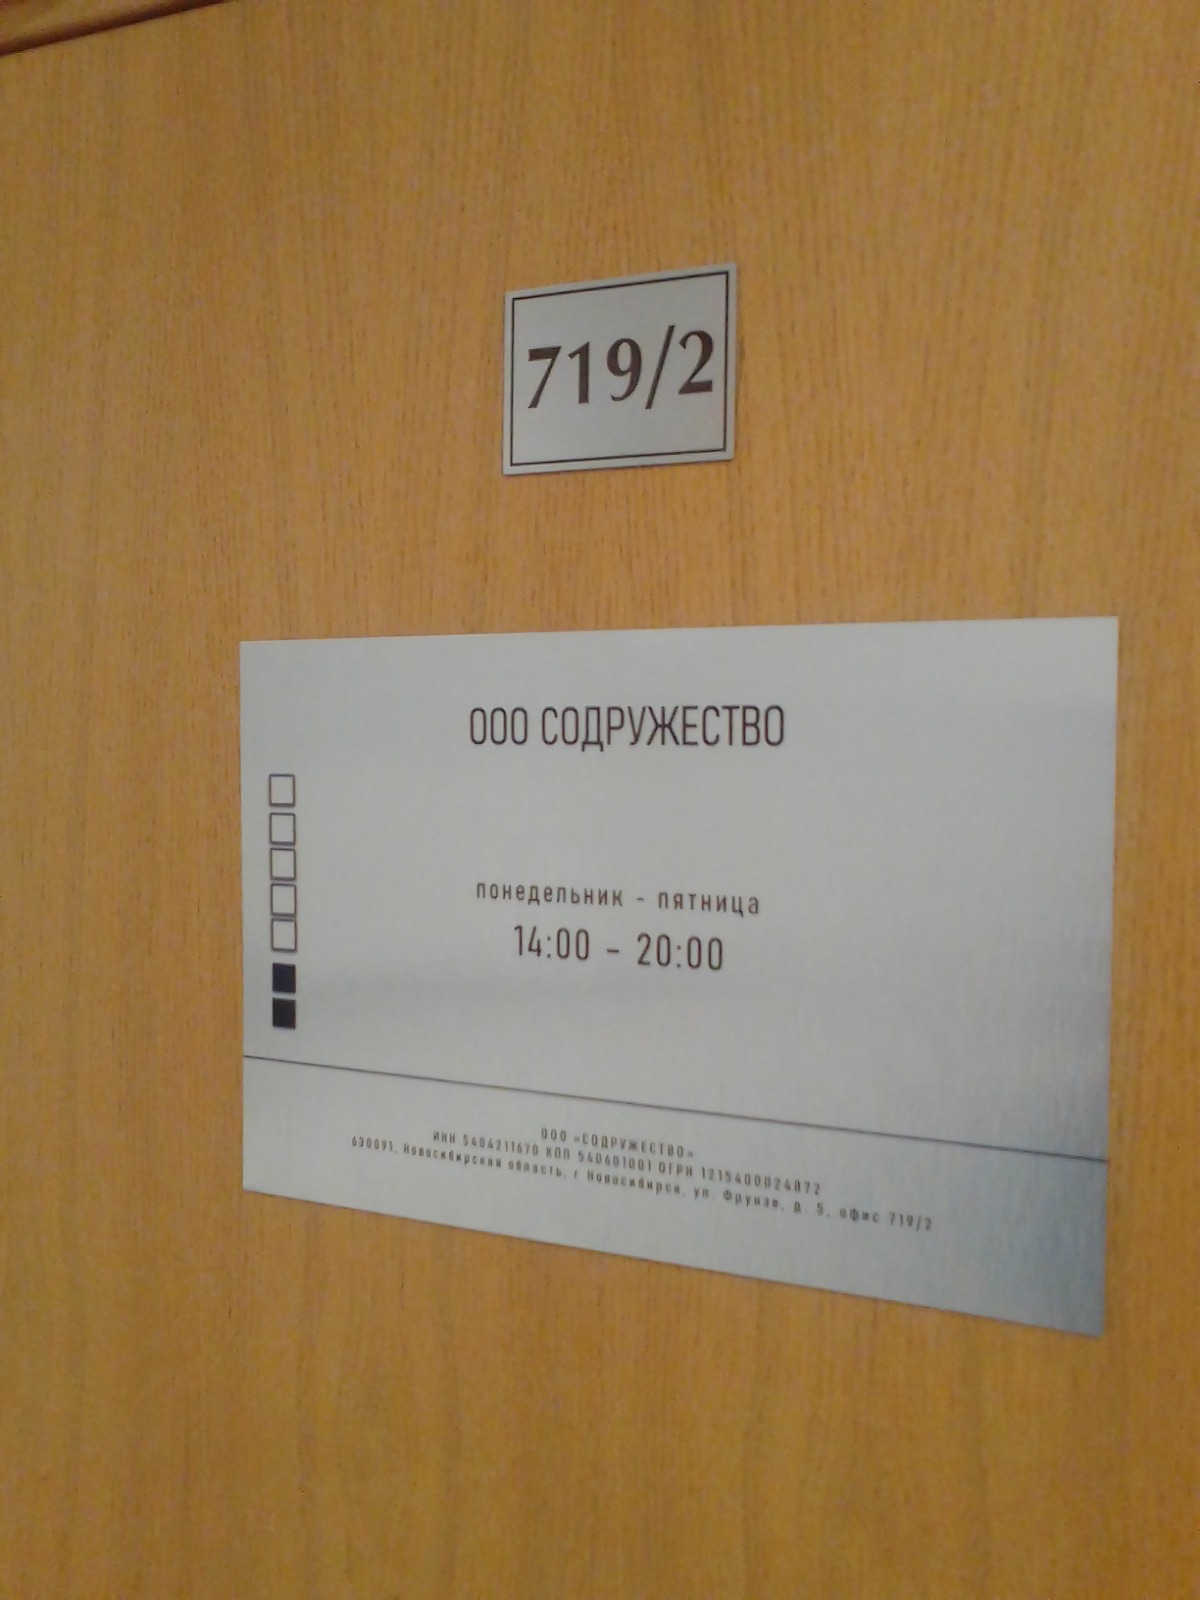 719/2
ООО СОДРУЖЕСТВО
понедельник - пятница
14:00 - 20:00
ООО «СОДРУЖЕСТВО»
ИНН 5404211670 КПП 540601001 ОГРН 1215400024072
630091, Новосибирская область, г Новосибирск, ул. Фрунзе, д. 5, офис 719/2